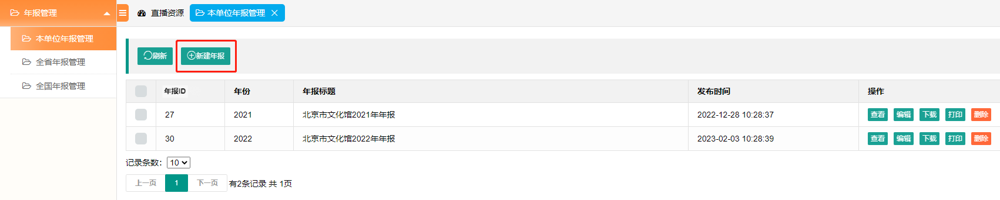 年报管理
直播资源
本单位年报管理
本单位年报管理
全省年报管理
全国年报管理
刷新
新建年报
年报ID 年份 年报标题 发布时间 操作
27 2021 北京市文化馆2021年年报 2022-12-28 10:28:37 查看 编辑 下载 打印 删除
30 2022 北京市文化馆2022年年报 2023-02-03 10:28:39 查看 编辑 下载 打印 删除
记录条数： 10
上一页 1 下一页 有2条记录 共 1页